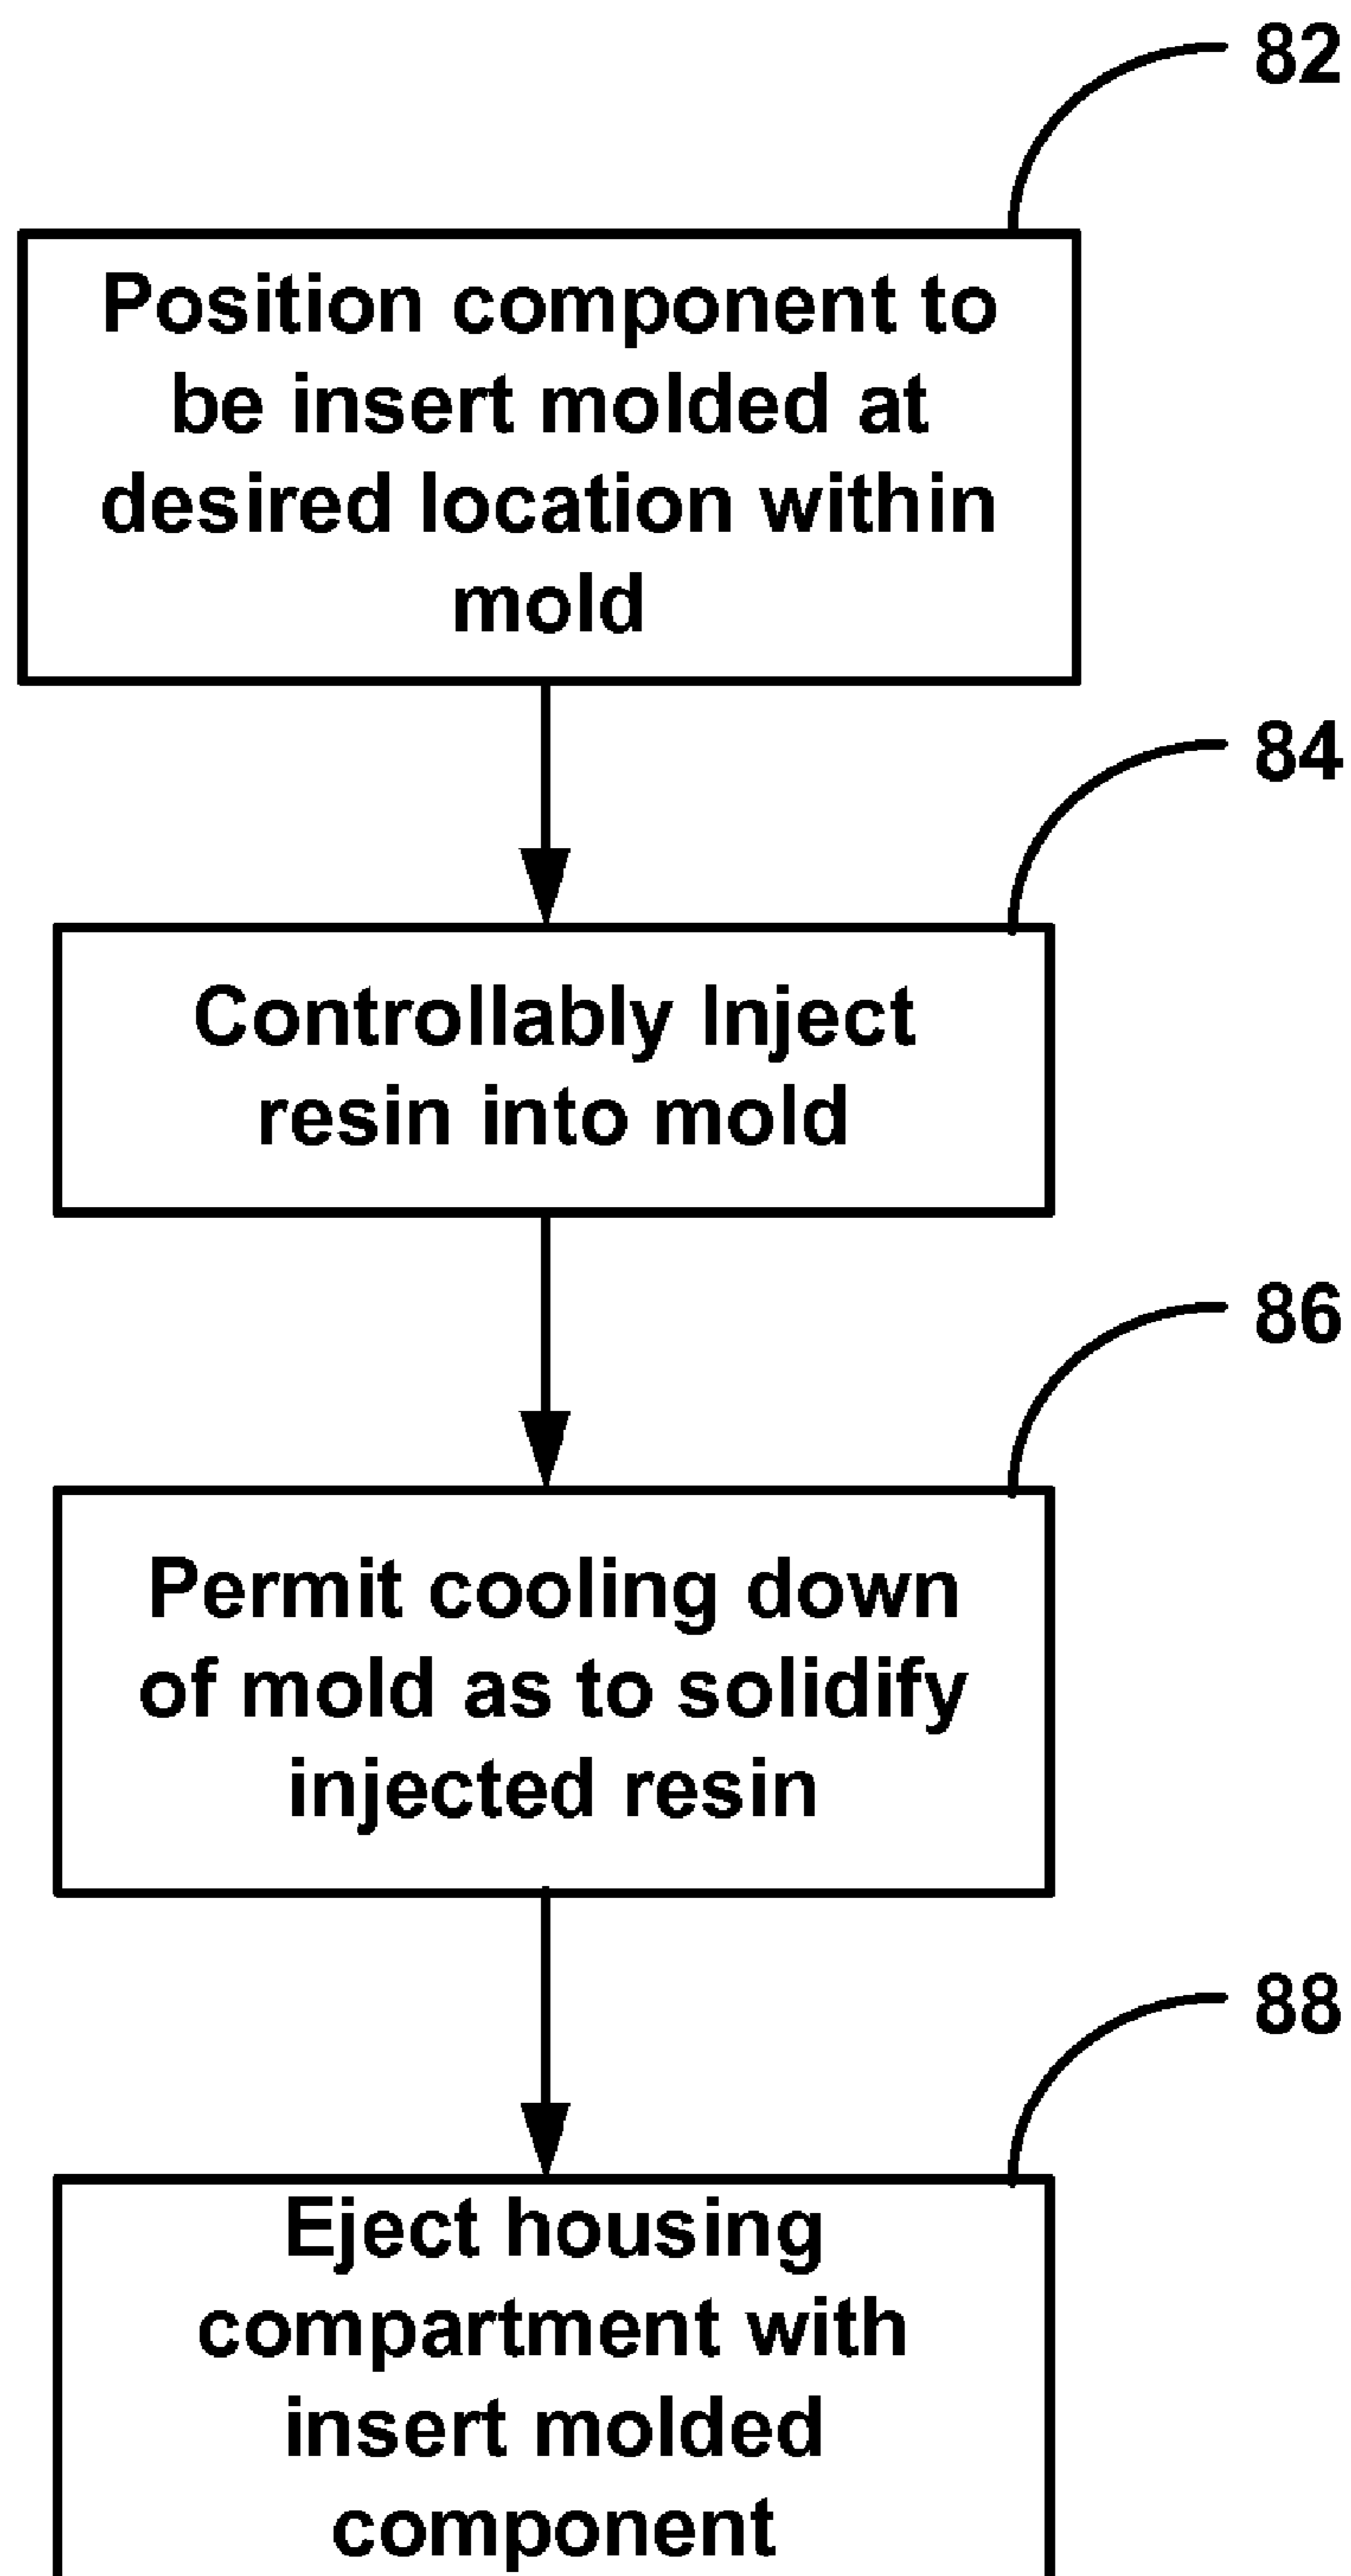 82
Position component to
be insert molded at
desired location within
mold
84
Controllably Inject
resin into mold
86
Permit cooling down
of mold as to solidify
injected resin
88
Eject housing
compartment with
insert molded
component